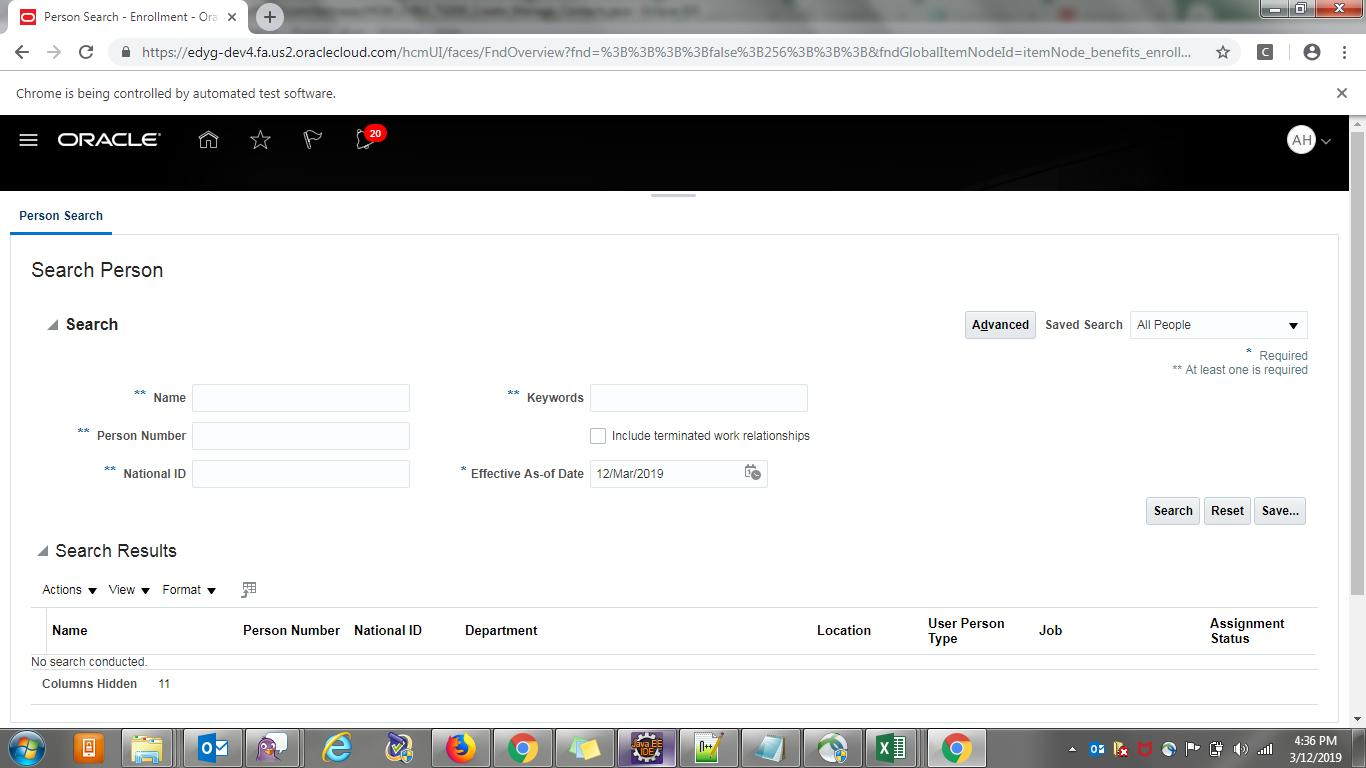 Person Search - Enrollment - Ora
https://edyg-dev4.fa.us2.oraclecloud.com/hcmUI/faces/FndOverview?fnd=%3B%3B%3B%3Bfalse%3B256%3B%3B%3B&fndGlobalItemNodeId=itemNode_benefits_enroll...
C
Chrome is being controlled by automated test software.
ORACLE
20
AH
Person Search
Search Person
Search
Advanced Saved Search All People
* Required
** At least one is required
** Name ** Keywords
** Person Number Include terminated work relationships
** National ID * Effective As-of Date 12/Mar/2019
Search Reset Save...
Search Results
Actions View Format
Name Person Number National ID Department Location User Person Type Job Assignment Status
No search conducted.
Columns Hidden 11
Java EE
IDE
4:36 PM
3/12/2019